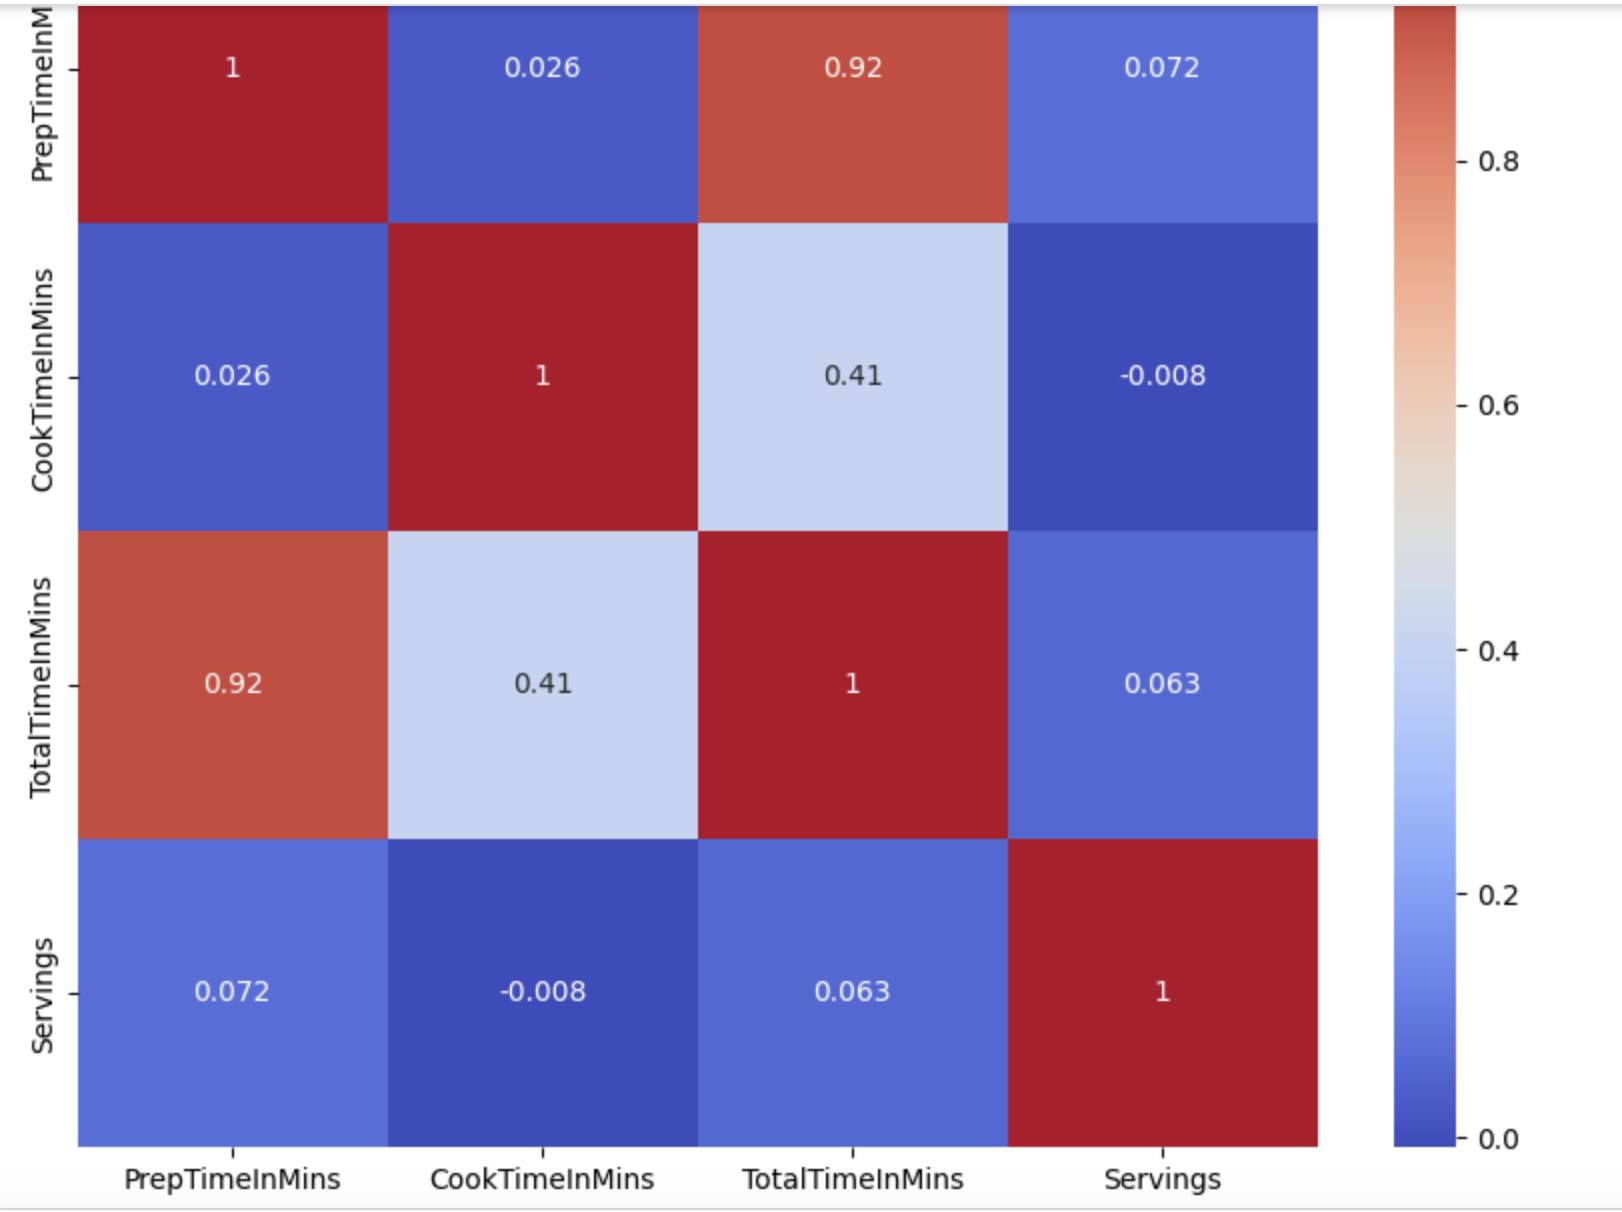 PrepTimeInM
1 0.026 0.92 0.072
CookTimeInMins
0.026 1 0.41 -0.008
TotalTimeInMins
0.92 0.41 1 0.063
Servings
0.072 -0.008 0.063 1
PrepTimeInMins CookTimeInMins TotalTimeInMins Servings
0.8
0.6
0.4
0.2
0.0